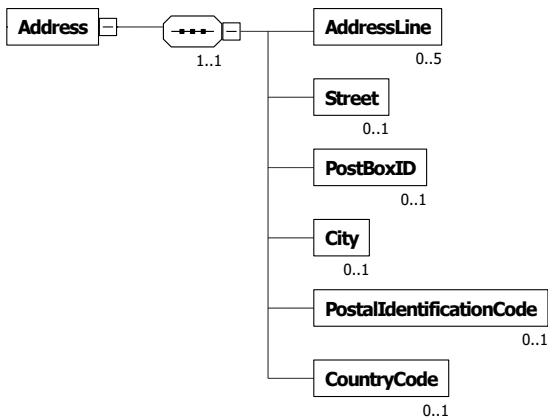 Address
1..1
AddressLine
0..5
Street
0..1
PostBoxID
0..1
City
0..1
PostalIdentificationCode
0..1
CountryCode
0..1